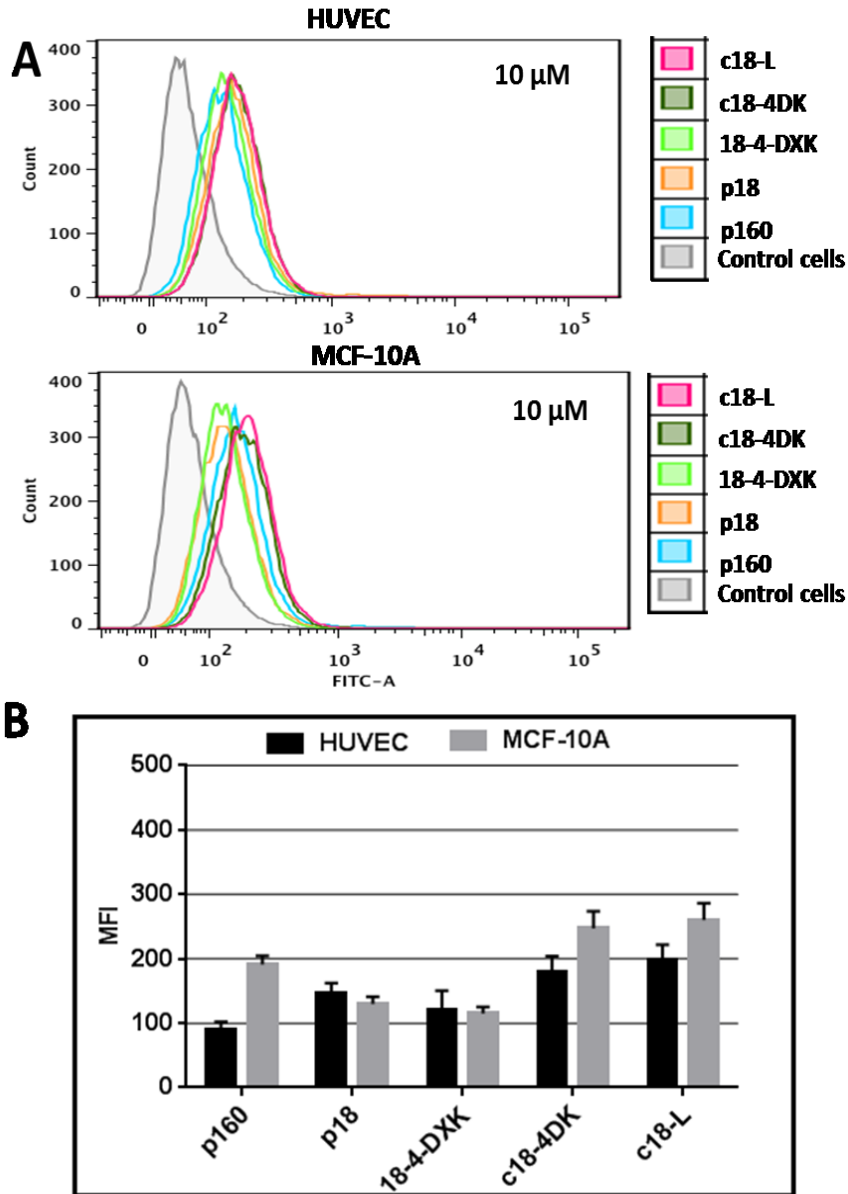 A
HUVEC
10 µM
Count
400
300
200
100
0
0 10² 10³ 10⁴ 10⁵
c18-L
c18-4DK
18-4-DXK
p18
p160
Control cells
MCF-10A
10 µM
Count
400
300
200
100
0
0 10² 10³ 10⁴ 10⁵
FITC-A
c18-L
c18-4DK
18-4-DXK
p18
p160
Control cells
B
HUVEC MCF-10A
MFI
500
400
300
200
100
0
p160 p18 18-4-DXK c18-4DK c18-L